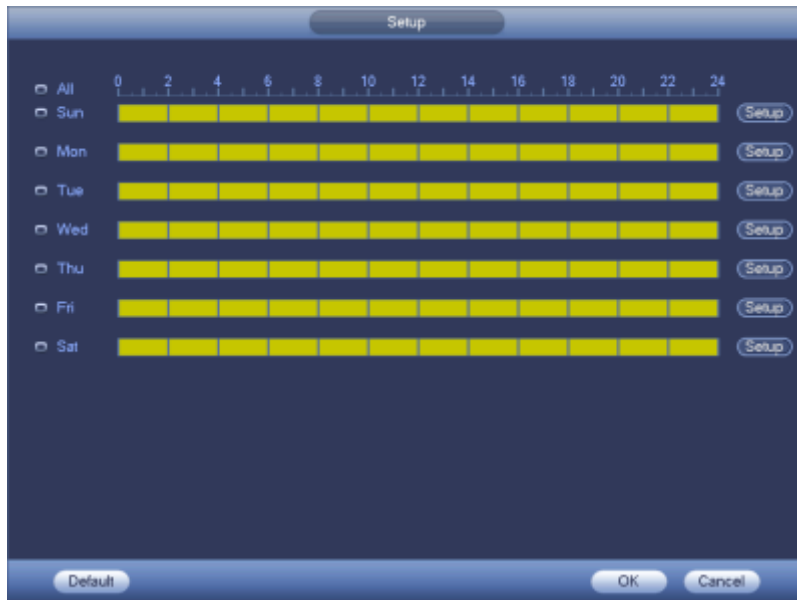 Setup
All 0 2 4 6 8 10 12 14 16 18 20 22 24
Sun Setup
Mon Setup
Tue Setup
Wed Setup
Thu Setup
Fri Setup
Sat Setup
Default OK Cancel